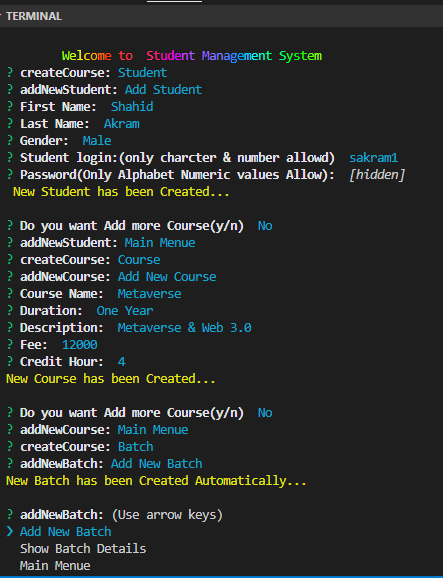 TERMINAL
Welcome to Student Management System
? createCourse: Student
? addNewStudent: Add Student
? First Name: Shahid
? Last Name: Akram
? Gender: Male
? Student login:(only charcter & number allowd) sakram1
? Password(Only Alphabet Numeric values Allow): [hidden]
New Student has been Created...
? Do you want Add more Course(y/n) No
? addNewStudent: Main Menue
? createCourse: Course
? addNewCourse: Add New Course
? Course Name: Metaverse
? Duration: One Year
? Description: Metaverse & Web 3.0
? Fee: 12000
? Credit Hour: 4
New Course has been Created...
? Do you want Add more Course(y/n) No
? addNewCourse: Main Menue
? createCourse: Batch
? addNewBatch: Add New Batch
New Batch has been Created Automatically...
? addNewBatch: (Use arrow keys)
❯ Add New Batch
Show Batch Details
Main Menue